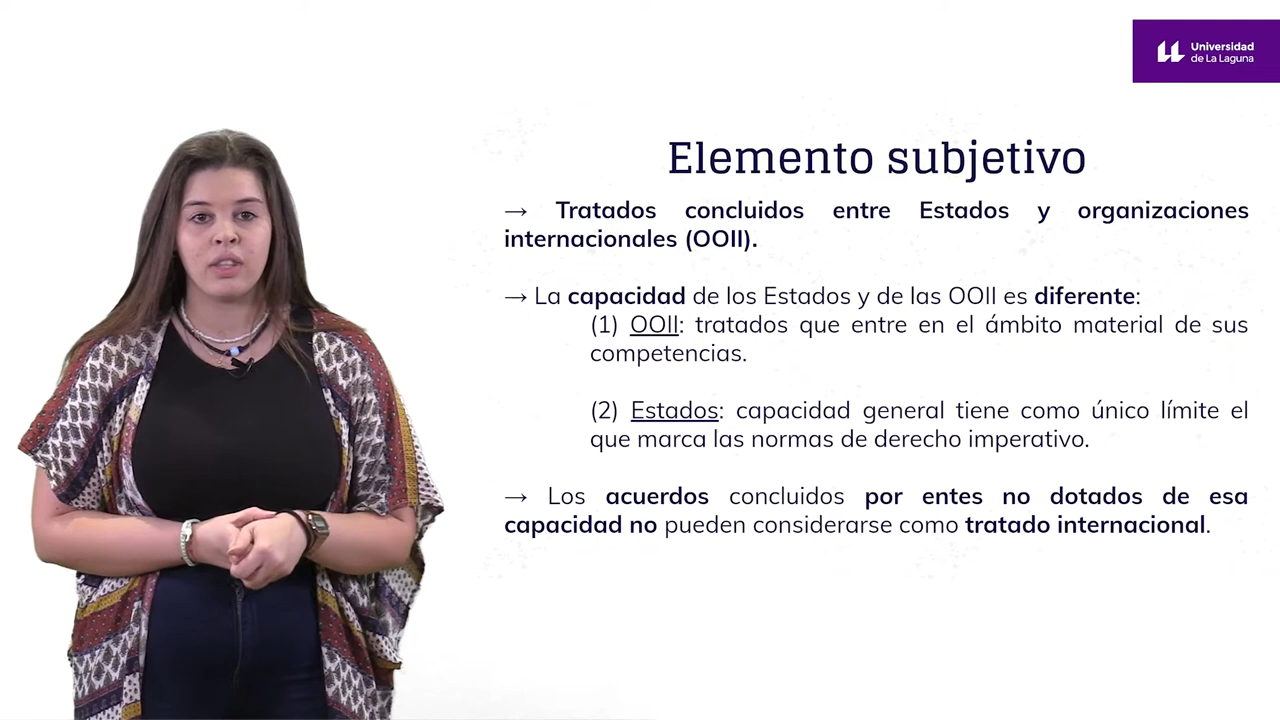 Universidad
de La Laguna
Elemento subjetivo
→ Tratados concluidos entre Estados y organizaciones
internacionales (OOII).
→ La capacidad de los Estados y de las OOII es diferente:
(1) OOII: tratados que entre en el ámbito material de sus
competencias.
(2) Estados: capacidad general tiene como único límite el
que marca las normas de derecho imperativo.
→ Los acuerdos concluidos por entes no dotados de esa
capacidad no pueden considerarse como tratado internacional.